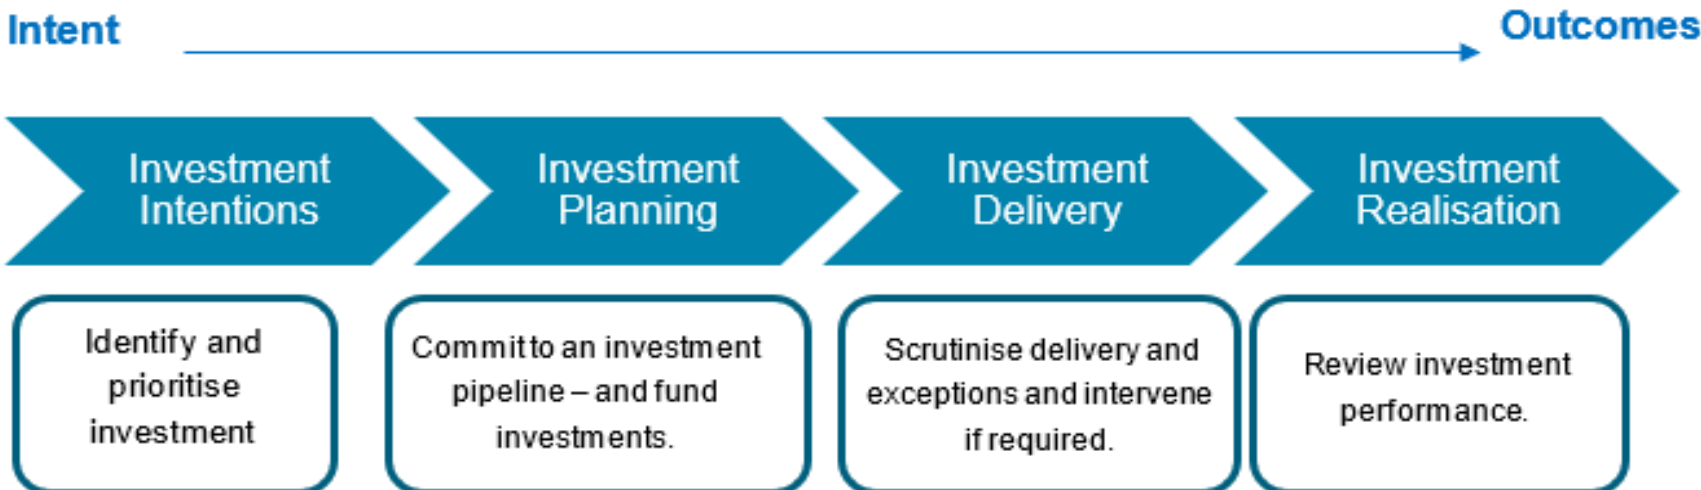 Intent
Outcomes
Investment
Intentions
Investment
Planning
Investment
Delivery
Investment
Realisation
Identify and
prioritise
investment
Commit to an investment
pipeline – and fund
investments.
Scrutinise delivery and
exceptions and intervene
if required.
Review investment
performance.